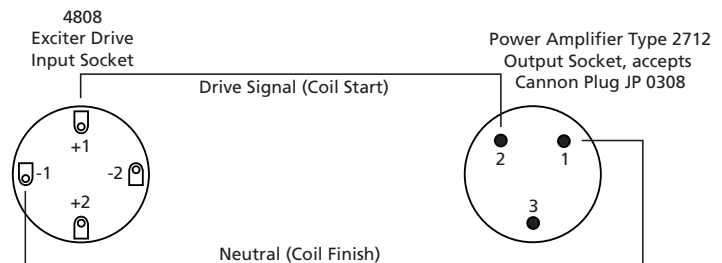 4808
Exciter Drive
Input Socket
Power Amplifier Type 2712
Output Socket, accepts
Cannon Plug JP 0308
Drive Signal (Coil Start)
+1
-1
-2
+2
2
1
3
Neutral (Coil Finish)